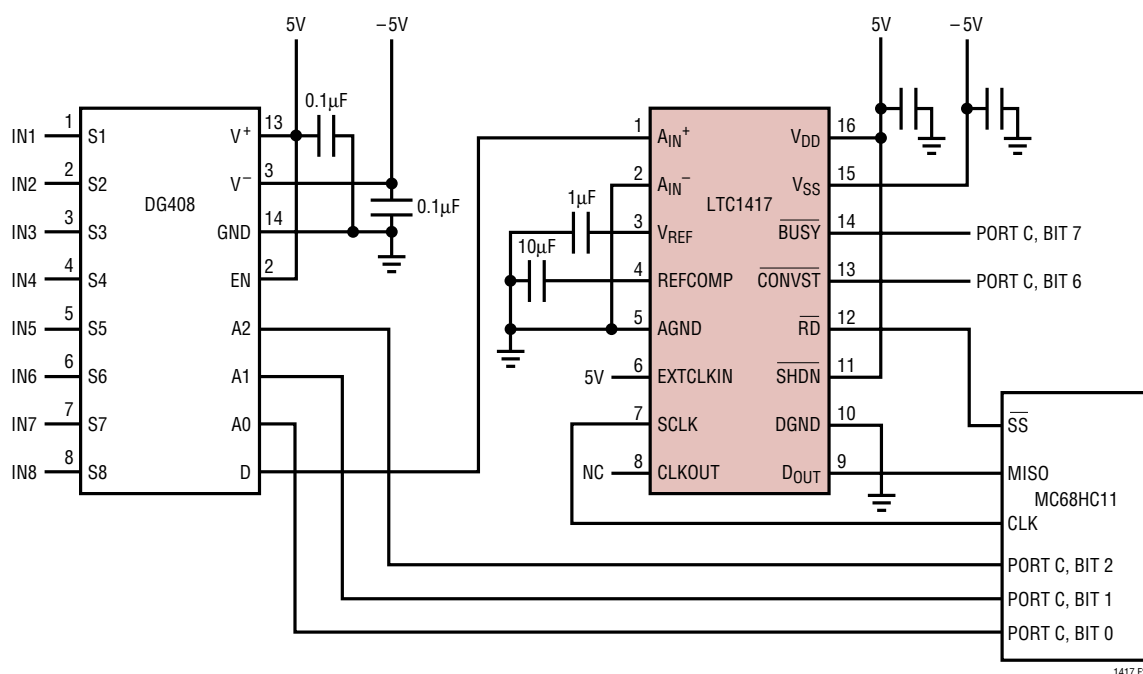 5V
–5V
0.1µF
IN1 1 S1
V+ 13
IN2 2 S2
V– 3
DG408
0.1µF
IN3 3 S3
GND 14
IN4 4 S4
EN 2
IN5 5 S5
A2
IN6 6 S6
A1
IN7 7 S7
A0
IN8 8 S8
D
5V
–5V
1 AIN+
VDD 16
2 AIN–
VSS 15
LTC1417
1µF
3 VREF
BUSY 14
PORT C, BIT 7
10µF
4 REFCOMP
CONVST 13
PORT C, BIT 6
5 AGND
RD 12
5V 6 EXTCLKIN
SHDN 11
7 SCLK
DGND 10
NC 8 CLKOUT
DOUT 9
SS
MISO
MC68HC11
CLK
PORT C, BIT 2
PORT C, BIT 1
PORT C, BIT 0
1417